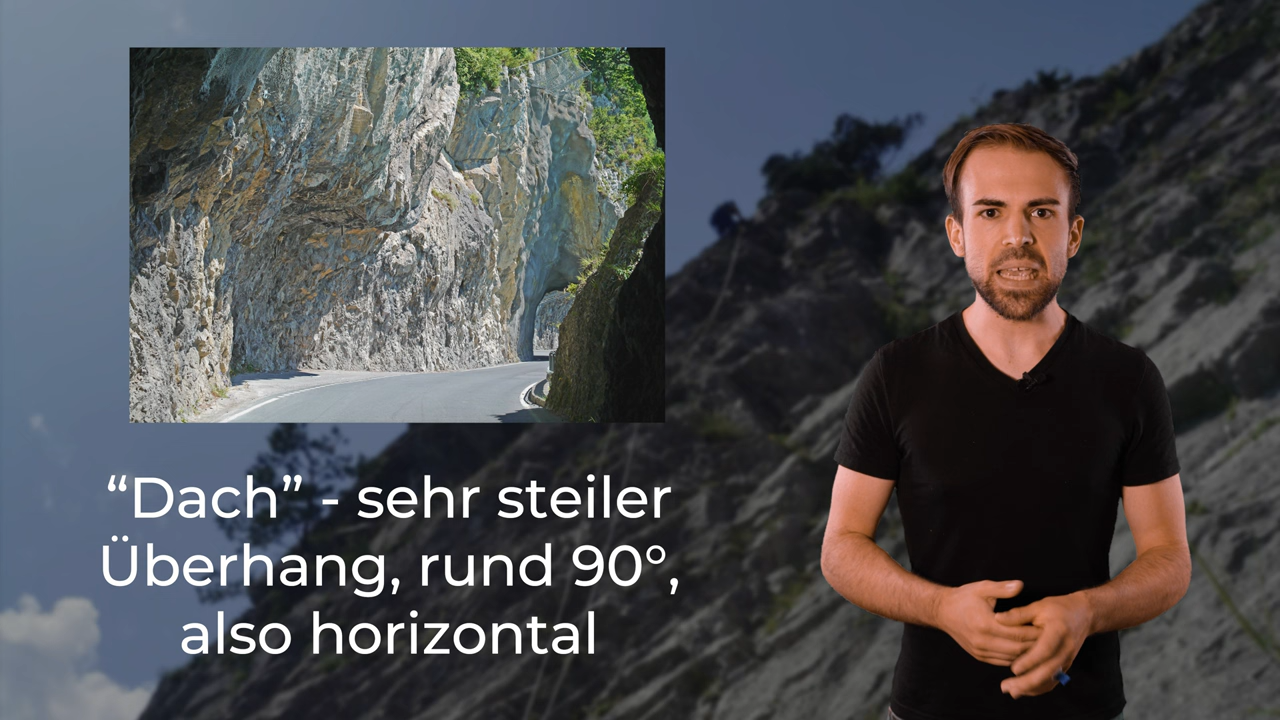 “Dach” - sehr steiler
Überhang, rund 90°,
also horizontal